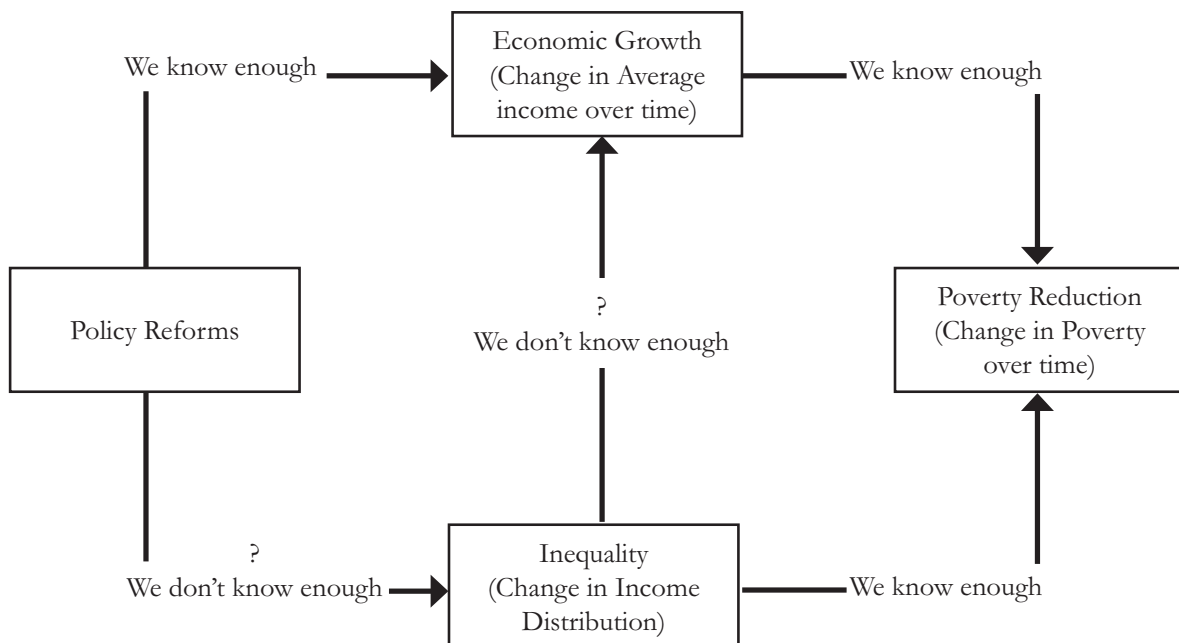 Economic Growth
(Change in Average
income over time)
We know enough
We know enough
Policy Reforms
?
We don’t know enough
Poverty Reduction
(Change in Poverty
over time)
?
We don’t know enough
Inequality
(Change in Income
Distribution)
We know enough